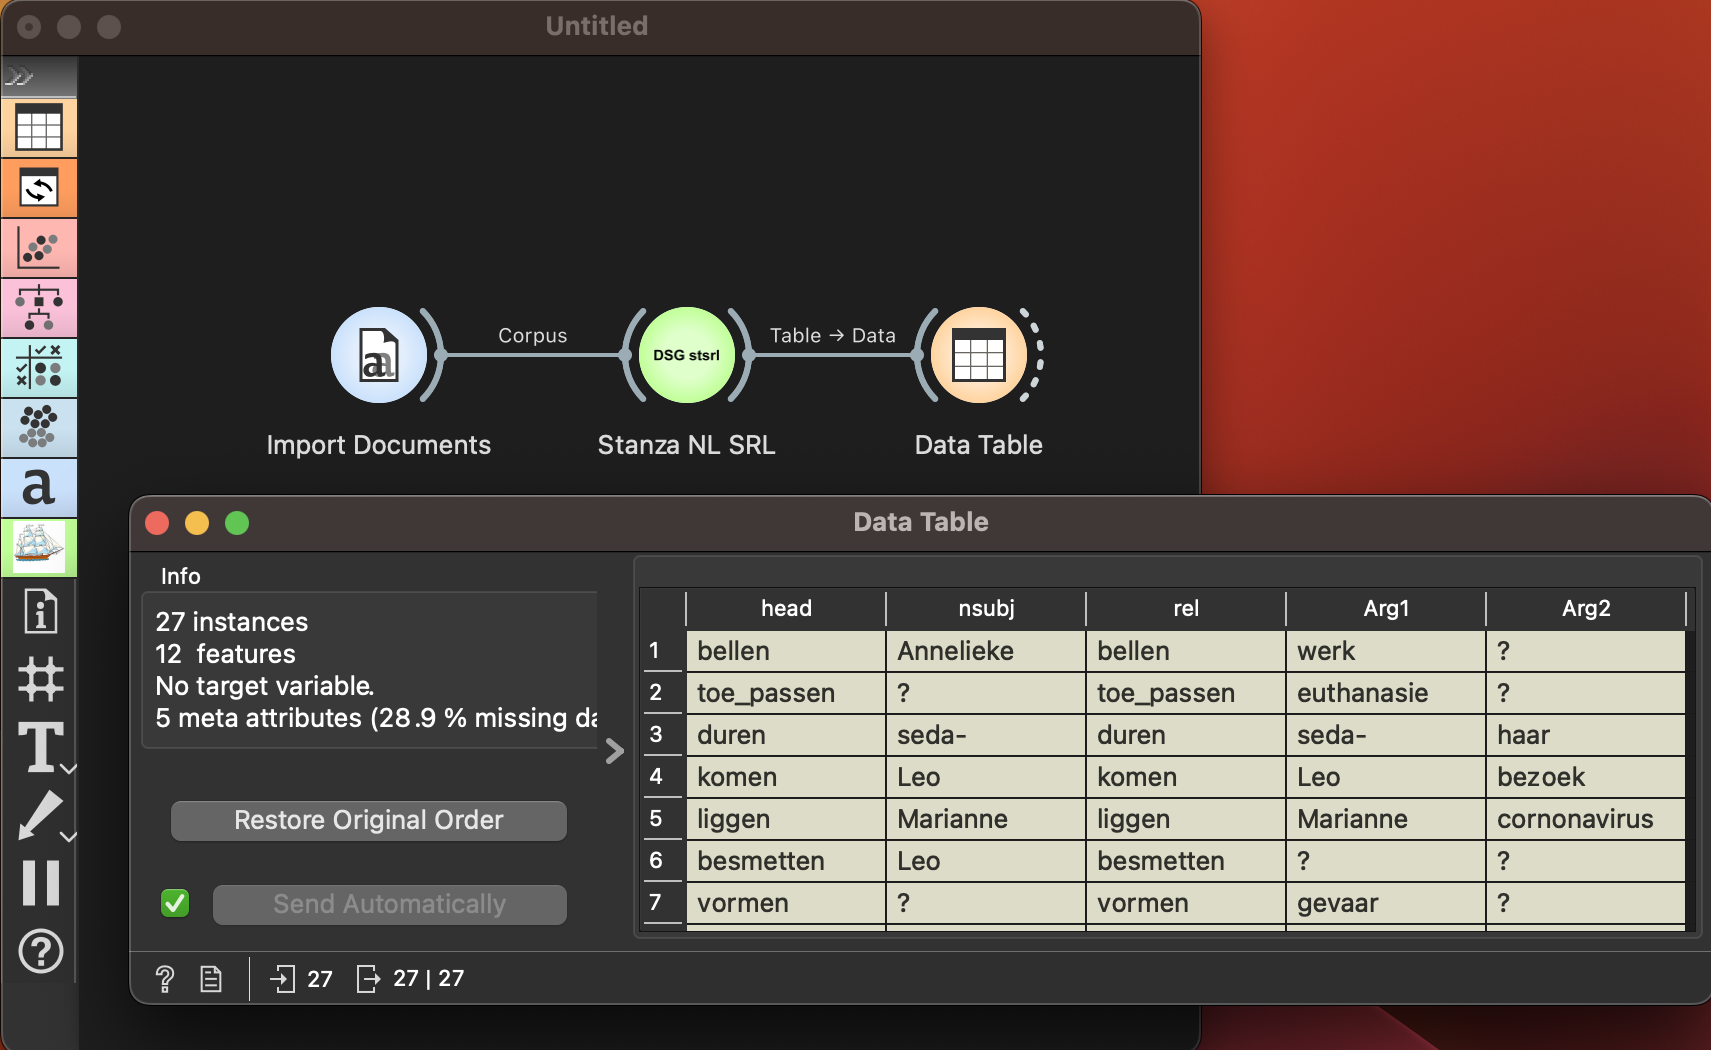 Untitled
Corpus
Table → Data
DSG stsrl
Import Documents
Stanza NL SRL
Data Table
a
Data Table
Info
27 instances
12 features
No target variable.
5 meta attributes (28.9 % missing da
Restore Original Order
Send Automatically
27
27 | 27
head nsubj rel Arg1 Arg2
1 bellen Annelieke bellen werk ?
2 toe_passen ? toe_passen euthanasie ?
3 duren seda- duren seda- haar
4 komen Leo komen Leo bezoek
5 liggen Marianne liggen Marianne cornonavirus
6 besmetten Leo besmetten ? ?
7 vormen ? vormen gevaar ?